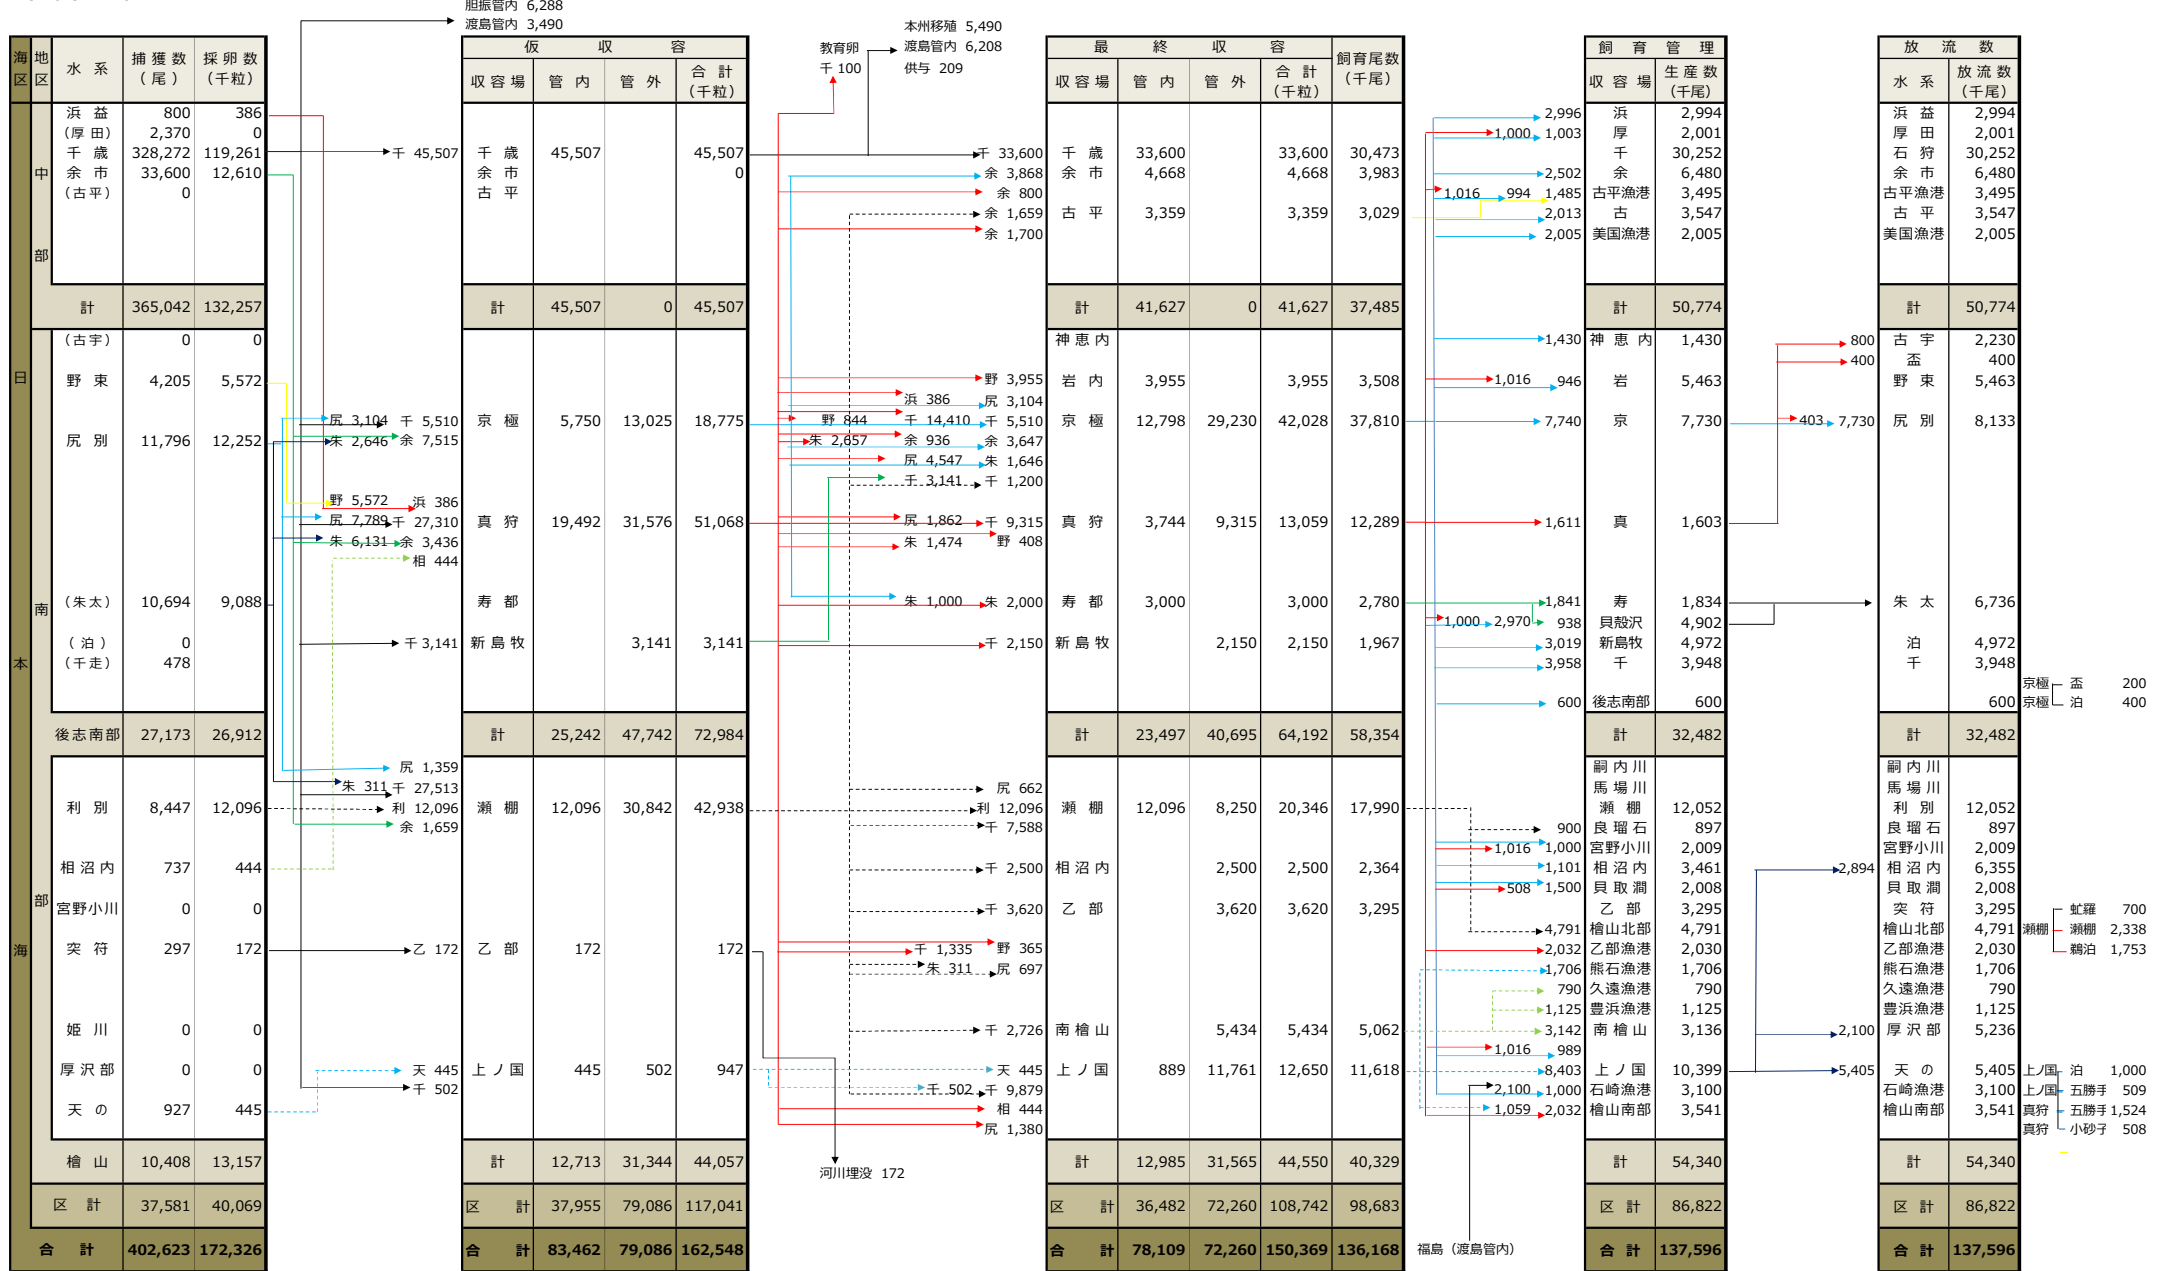 胆振管内 6,288
渡島管内 3,490
本州移殖 5,490
渡島管内 6,208
供与 209
教育卵
千 100
海区 地区 水 系 捕獲数(尾) 採卵数(千粒)
仮 収 容
収容場 管 内 管 外 合 計(千粒)
最 終 収 容 飼育尾数(千尾)
収容場 管 内 管 外 合 計(千粒)
飼 育 管 理
収 容 場 生産数(千尾)
放 流 数
水 系 放流数(千尾)
日 本 海
中 部
浜 益 800 386
(厚田) 2,370 0
千 歳 328,272 119,261
余 市 33,600 12,610
(古平) 0
計 365,042 132,257
南 部
(古宇) 0 0
野 束 4,205 5,572
尻 別 11,796 12,252
(朱太) 10,694 9,088
(泊) 0
(千走) 478
後志南部 27,173 26,912
利 別 8,447 12,096
相沼内 737 444
宮野小川 0 0
突 符 297 172
姫 川 0 0
厚沢部 0 0
天 の 927 445
檜 山 10,408 13,157
区 計 37,581 40,069
合 計 402,623 172,326
千 45,507
尻 3,104 千 5,510
朱 2,646 余 7,515
野 5,572 浜 386
尻 7,789 千 27,310
朱 6,131 余 3,436
相 444
千 3,141
尻 1,359
朱 311 千 27,513
利 12,096
余 1,659
乙 172
天 445
千 502
千 歳 45,507 45,507
余 市 0
古 平
計 45,507 0 45,507
京 極 5,750 13,025 18,775
真 狩 19,492 31,576 51,068
寿 都
新島牧 3,141 3,141
計 25,242 47,742 72,984
瀬 棚 12,096 30,842 42,938
乙 部 172 172
上ノ国 445 502 947
計 12,713 31,344 44,057
区 計 37,955 79,086 117,041
合 計 83,462 79,086 162,548
千 33,600
余 3,868
余 800
余 1,659
余 1,700
野 3,955
浜 386 尻 3,104
野 844 千 14,410 千 5,510
朱 2,657 余 936 余 3,647
尻 4,547 朱 1,646
千 3,141 千 1,200
尻 1,862 千 9,315
朱 1,474 野 408
朱 1,000 朱 2,000
千 2,150
尻 662
利 12,096
千 7,588
千 2,500
千 3,620
千 1,335 野 365
朱 311 尻 697
千 2,726
天 445
千 502 千 9,879
相 444
尻 1,380
河川埋没 172
千 歳 33,600 33,600 30,473
余 市 4,668 4,668 3,983
古 平 3,359 3,359 3,029
計 41,627 0 41,627 37,485
神恵内
岩 内 3,955 3,955 3,508
京 極 12,798 29,230 42,028 37,810
真 狩 3,744 9,315 13,059 12,289
寿 都 3,000 3,000 2,780
新島牧 2,150 2,150 1,967
計 23,497 40,695 64,192 58,354
瀬 棚 12,096 8,250 20,346 17,990
相沼内 2,500 2,500 2,364
乙 部 3,620 3,620 3,295
南檜山 5,434 5,434 5,062
上ノ国 889 11,761 12,650 11,618
計 12,985 31,565 44,550 40,329
区 計 36,482 72,260 108,742 98,683
合 計 78,109 72,260 150,369 136,168
2,996
1,000 1,003
2,502
1,016 994 1,485
2,013
2,005
1,430
1,016 946
7,740
1,611
1,841
1,000 2,970 938
3,019
3,958
600
900
1,016 1,000
1,101
508 1,500
4,791
2,032
1,706
790
1,125
3,142
1,016 989
8,403
2,100 1,000
1,059 2,032
福島(渡島管内)
浜 2,994
厚 2,001
千 30,252
余 6,480
古平漁港 3,495
古 3,547
美国漁港 2,005
計 50,774
神恵内 1,430
岩 5,463
京 7,730
真 1,603
寿 1,834
貝殻沢 4,902
新島牧 4,972
千 3,948
後志南部 600
計 32,482
嗣内川
馬場川
瀬 棚 12,052
良瑠石 897
宮野小川 2,009
相沼内 3,461
貝取澗 2,008
乙 部 3,295
檜山北部 4,791
乙部漁港 2,030
熊石漁港 1,706
久遠漁港 790
豊浜漁港 1,125
南檜山 3,136
上ノ国 10,399
石崎漁港 3,100
檜山南部 3,541
計 54,340
区 計 86,822
合 計 137,596
800
400
403 7,730
2,894
2,100
5,405
浜 益 2,994
厚 田 2,001
石 狩 30,252
余 市 6,480
古平漁港 3,495
古 平 3,547
美国漁港 2,005
計 50,774
古 宇 2,230
盃 400
野 束 5,463
尻 別 8,133
朱 太 6,736
泊 4,972
千 3,948
600
計 32,482
嗣内川
馬場川
利 別 12,052
良瑠石 897
宮野小川 2,009
相沼内 6,355
貝取澗 2,008
突 符 3,295
檜山北部 4,791
乙部漁港 2,030
熊石漁港 1,706
久遠漁港 790
豊浜漁港 1,125
厚沢部 5,236
天 の 5,405
石崎漁港 3,100
檜山南部 3,541
計 54,340
区 計 86,822
合 計 137,596
京極 盃 200
京極 泊 400
虻羅 700
瀬棚 瀬棚 2,338
鵜泊 1,753
上ノ国 泊 1,000
上ノ国 五勝手 509
真狩 五勝手 1,524
真狩 小砂子 508